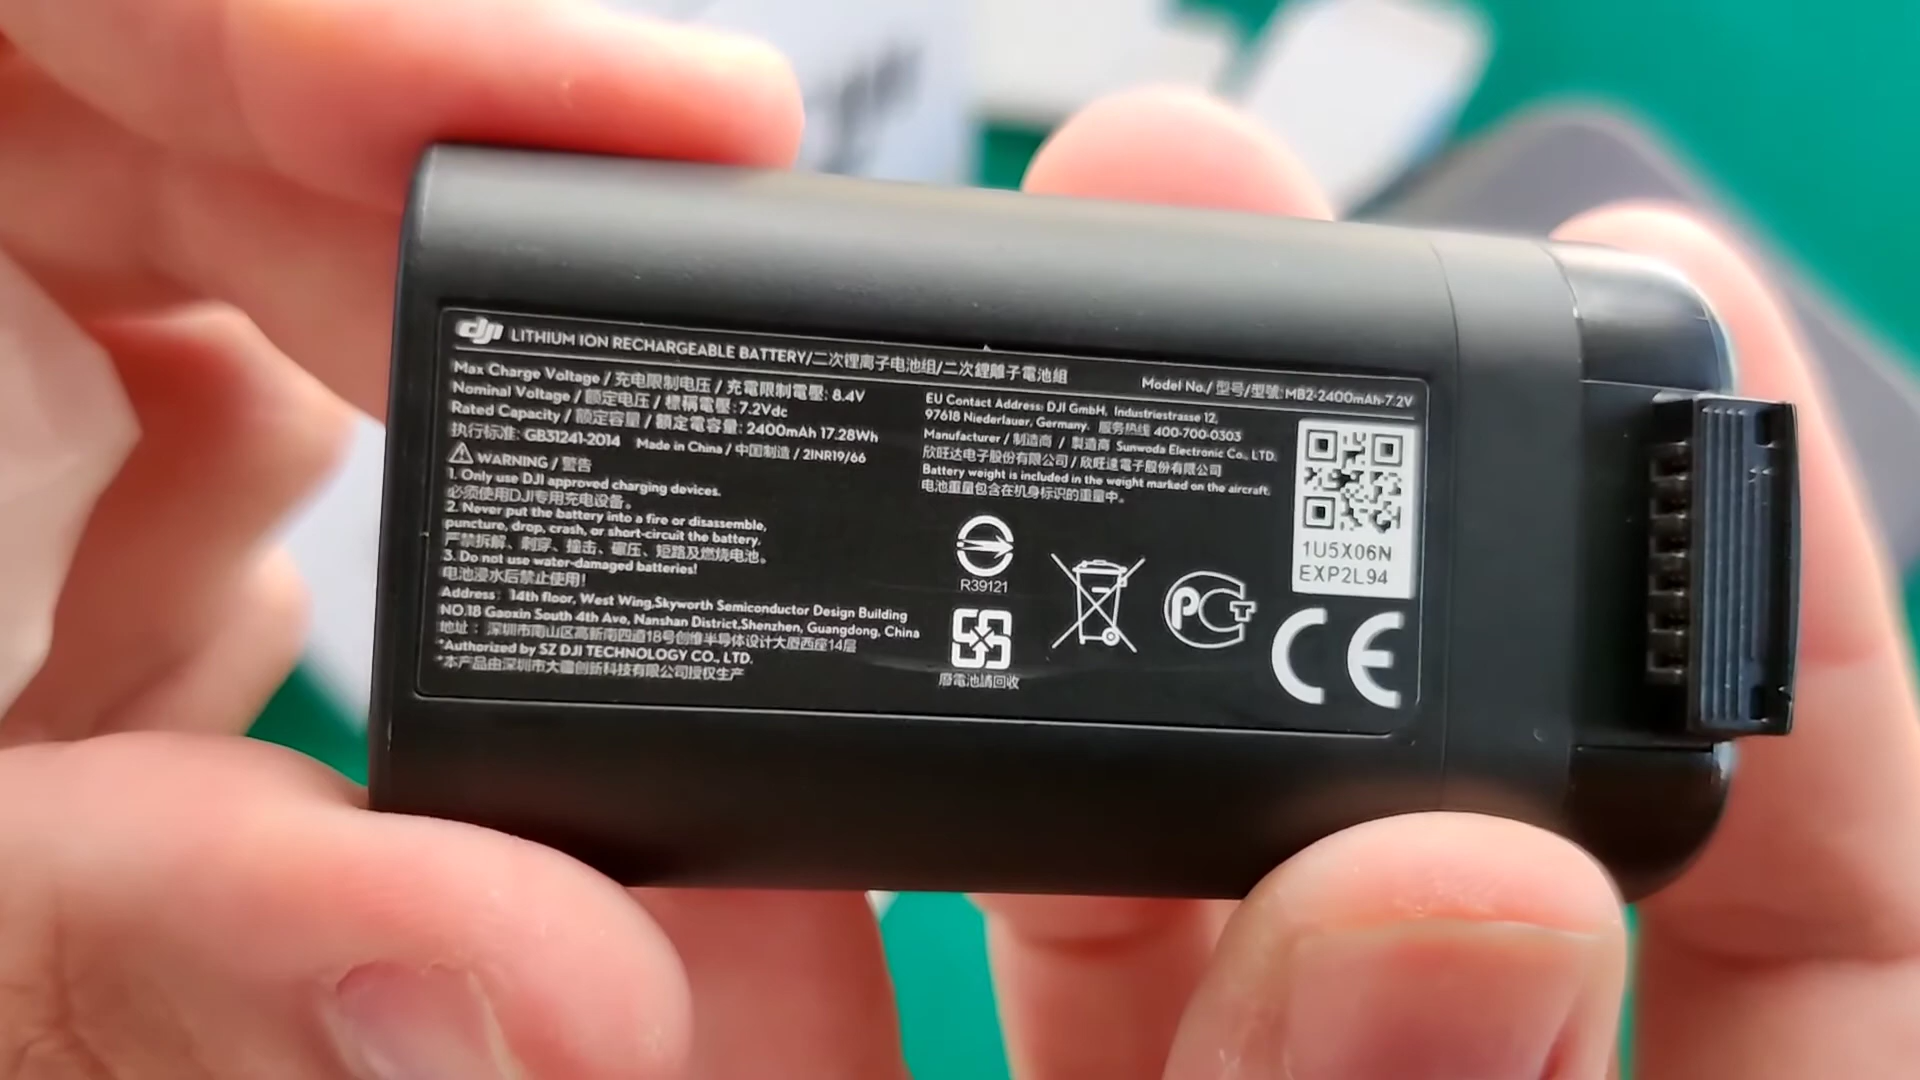 dji LITHIUM ION RECHARGEABLE BATTERY/二次锂离子电池组/二次鋰離子電池組
Model No./型号/型號:MB2-2400mAh-7.2V
Max Charge Voltage / 充电限制电压 / 充電限制電壓: 8.4V
Nominal Voltage / 额定电压 / 標稱電壓:7.2Vdc
Rated Capacity / 额定容量 / 額定電容量: 2400mAh 17.28Wh
执行标准: GB31241-2014 Made in China / 中国制造 / 2INR19/66
WARNING / 警告
1. Only use DJI approved charging devices.
必须使用DJI专用充电设备。
2. Never put the battery into a fire or disassemble,
puncture, drop, crash, or short-circuit the battery.
严禁拆解、刺穿、撞击、碾压、短路及燃烧电池。
3. Do not use water-damaged batteries!
电池浸水后禁止使用!
Address: 14th floor, West Wing,Skyworth Semiconductor Design Building
NO.18 Gaoxin South 4th Ave, Nanshan District,Shenzhen, Guangdong, China
地址: 深圳市南山区高新南四道18号创维半导体设计大厦西座14层
*Authorized by SZ DJI TECHNOLOGY CO., LTD.
*本产品由深圳市大疆创新科技有限公司授权生产
EU Contact Address: DJI GmbH, Industriestrasse 12,
97618 Niederlauer, Germany. 服务热线 400-700-0303
Manufacturer / 制造商 / 製造商 Sunwoda Electronic Co., LTD.
欣旺达电子股份有限公司 / 欣旺達電子股份有限公司
Battery weight is included in the weight marked on the aircraft.
电池重量包含在机身标识的重量中。
R39121
廢電池請回收
PCT
1U5X06N
EXP2L94
CE